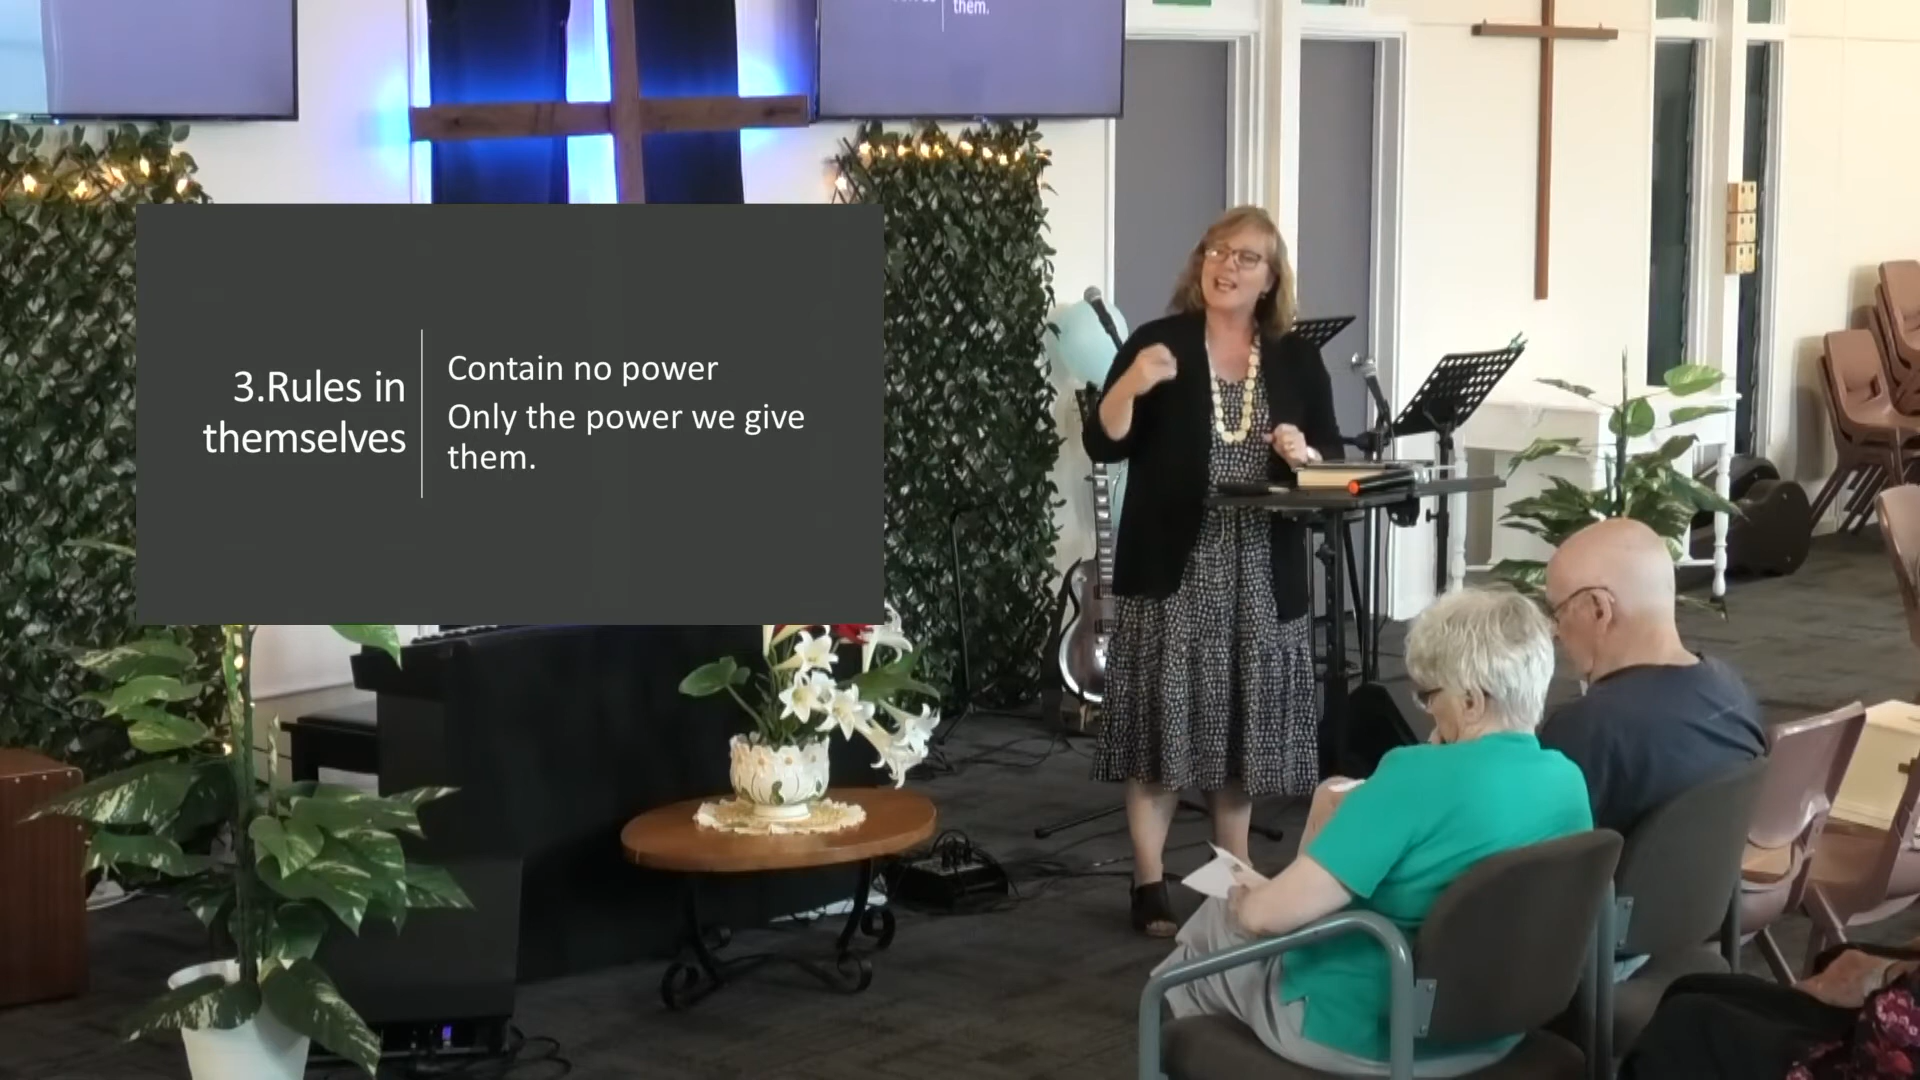 them.
3.Rules in
themselves
Contain no power
Only the power we give
them.